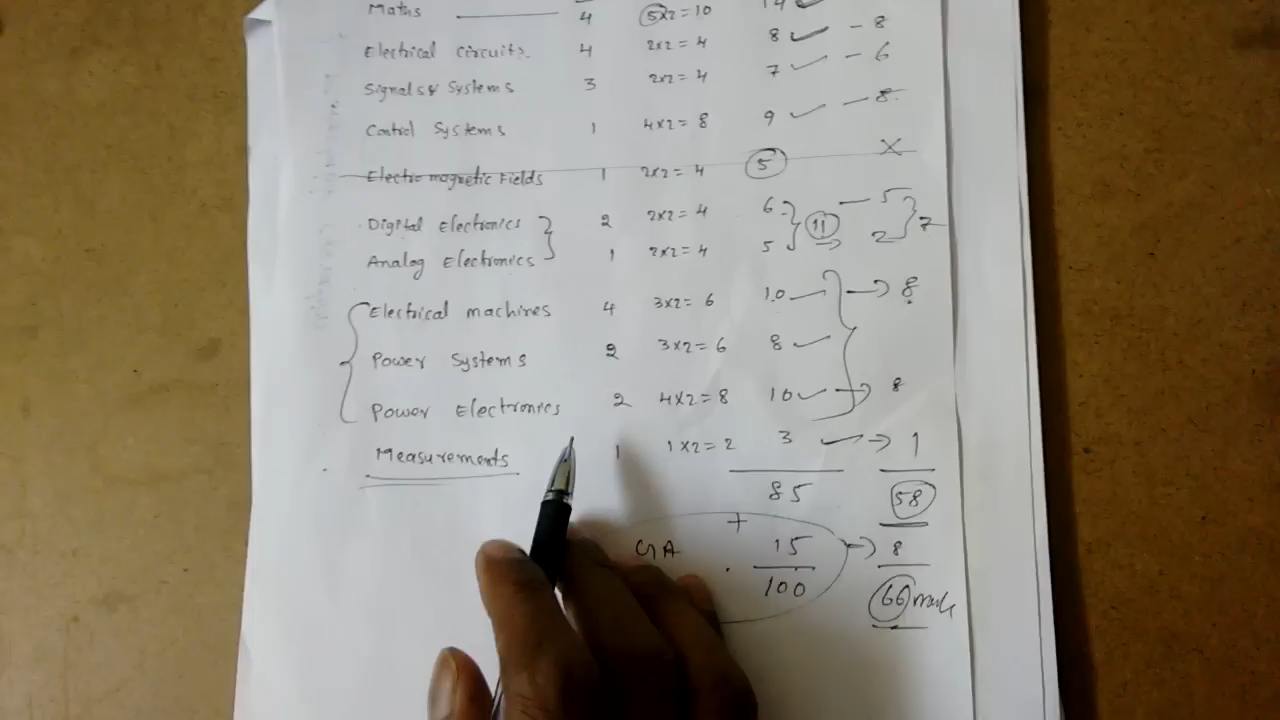 Maths 4 5x2=10 14
Electrical Circuits. 4 2x2=4 8 ✓ - 8
Signals & Systems 3 2x2=4 7 ✓ - 6
Control Systems 1 4x2=8 9 ✓ - 8.
Electro magnetic Fields 1 2x2=4 5 X
Digital Electronics 2 2x2=4 6 11 - 5 7
Analog Electronics 1 2x2=4 5 → 2
Electrical machines 4 3x2=6 10 → 8
Power Systems 2 3x2=6 8 ✓
Power Electronics 2 4x2=8 10 ✓ → 8
Measurements 1 1x2=2 3 ✓ → 1
85 58
+
GA 15 → 8
100
66 mark